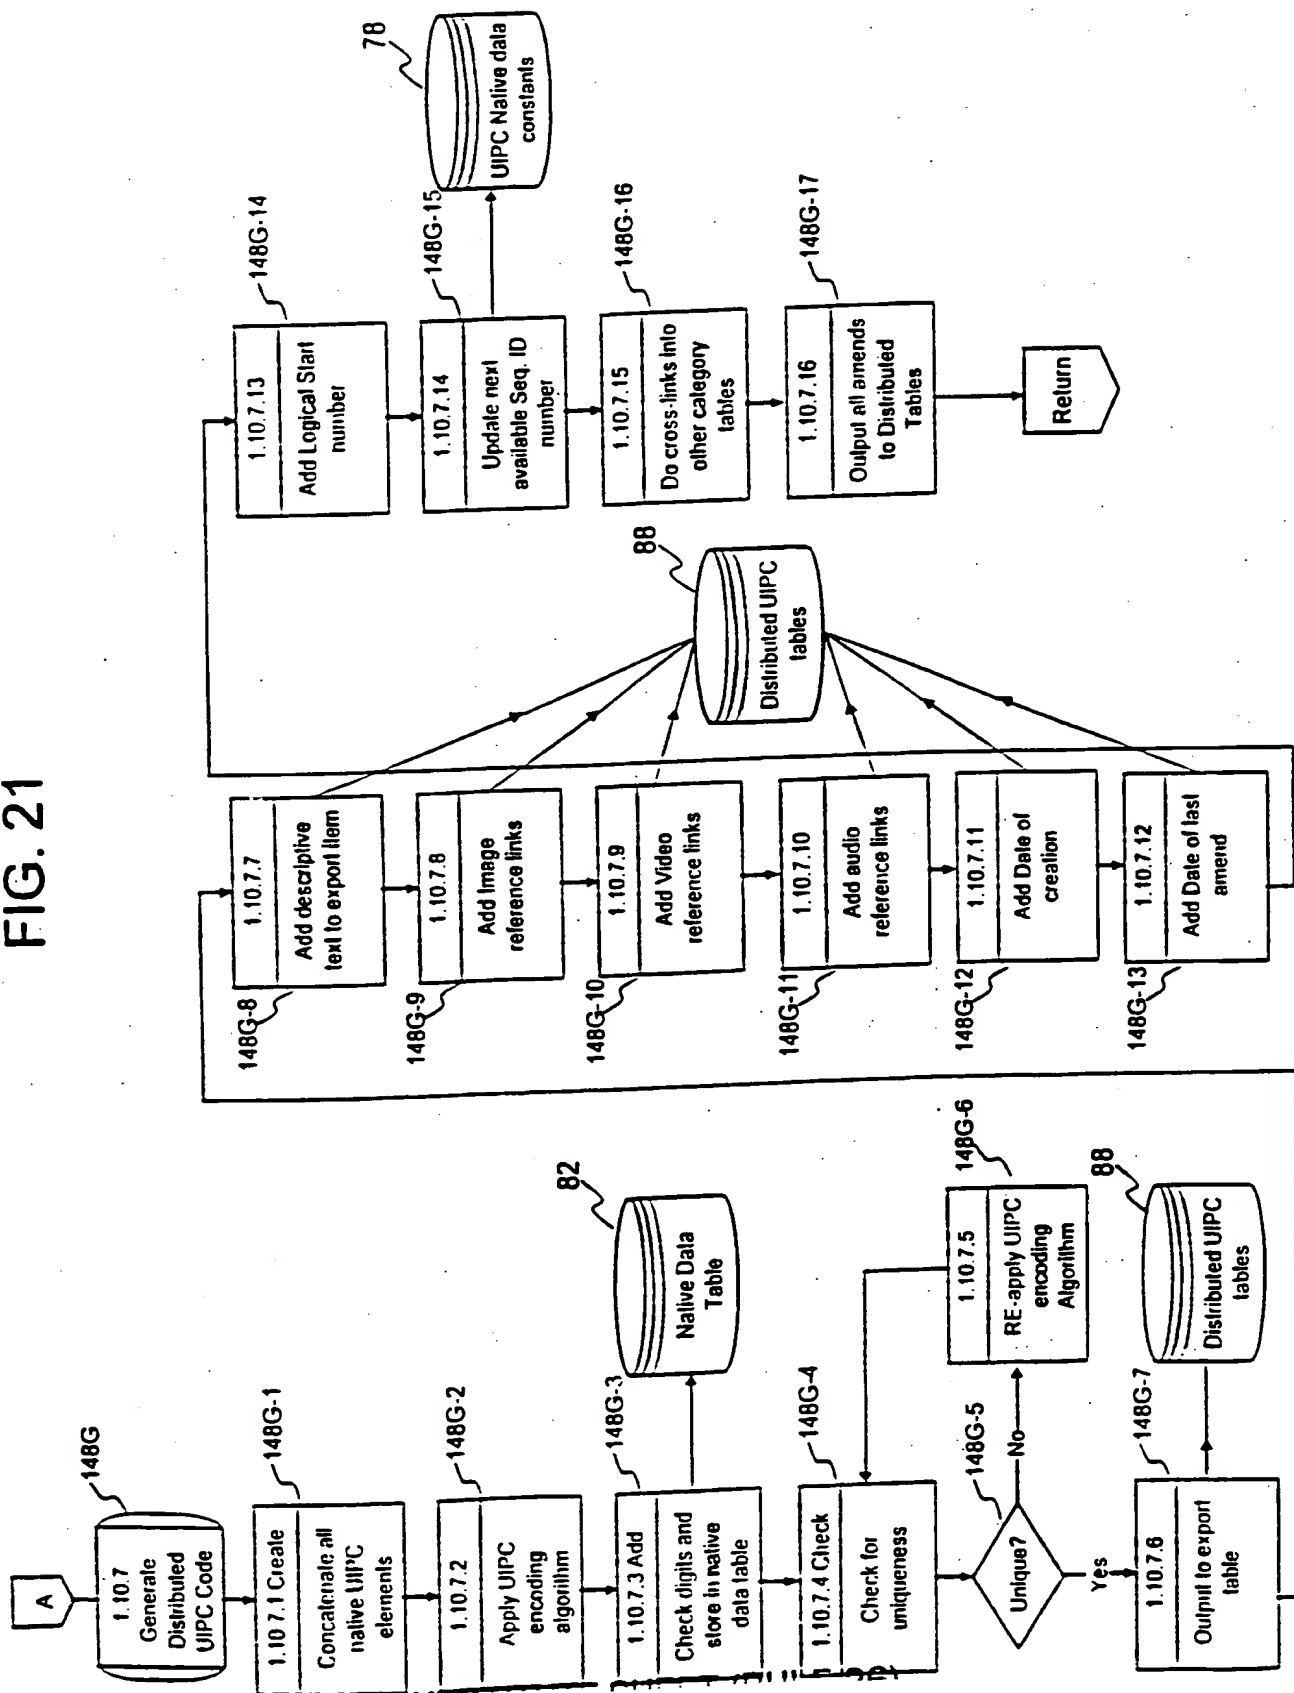 FIG. 21
A
1.10.7
Generate
Distributed
UIPC Code
148G
1.10 7.1 Create
Concatenate all
native UIPC
elements
148G-1
1.10.7.2
Apply UIPC
encoding
algorithm
148G-2
1.10.7.3 Add
Check digits and
store in native
data table
148G-3
Native Data
Table
82
1.10.7.4 Check
Check for
uniqueness
148G-4
Unique?
148G-5
No
Yes
1.10.7.5
RE-apply UIPC
encoding
Algorithm
148G-6
1.10.7.6
Output to export
table
148G-7
Distributed UIPC
tables
88
1.10.7.7
Add descriptive
text to export item
148G-8
1.10.7.8
Add Image
reference links
148G-9
1.10.7.9
Add Video
reference links
148G-10
1.10.7.10
Add audio
reference links
148G-11
1.10.7.11
Add Date of
creation
148G-12
1.10.7.12
Add Date of last
amend
148G-13
Distributed UIPC
tables
88
1.10.7.13
Add Logical Start
number
148G-14
1.10.7.14
Update next
available Seq. ID
number
148G-15
UIPC Native data
constants
78
1.10.7.15
Do cross-links into
other category
tables
148G-16
1.10.7.16
Output all amends
to Distributed
Tables
148G-17
Return